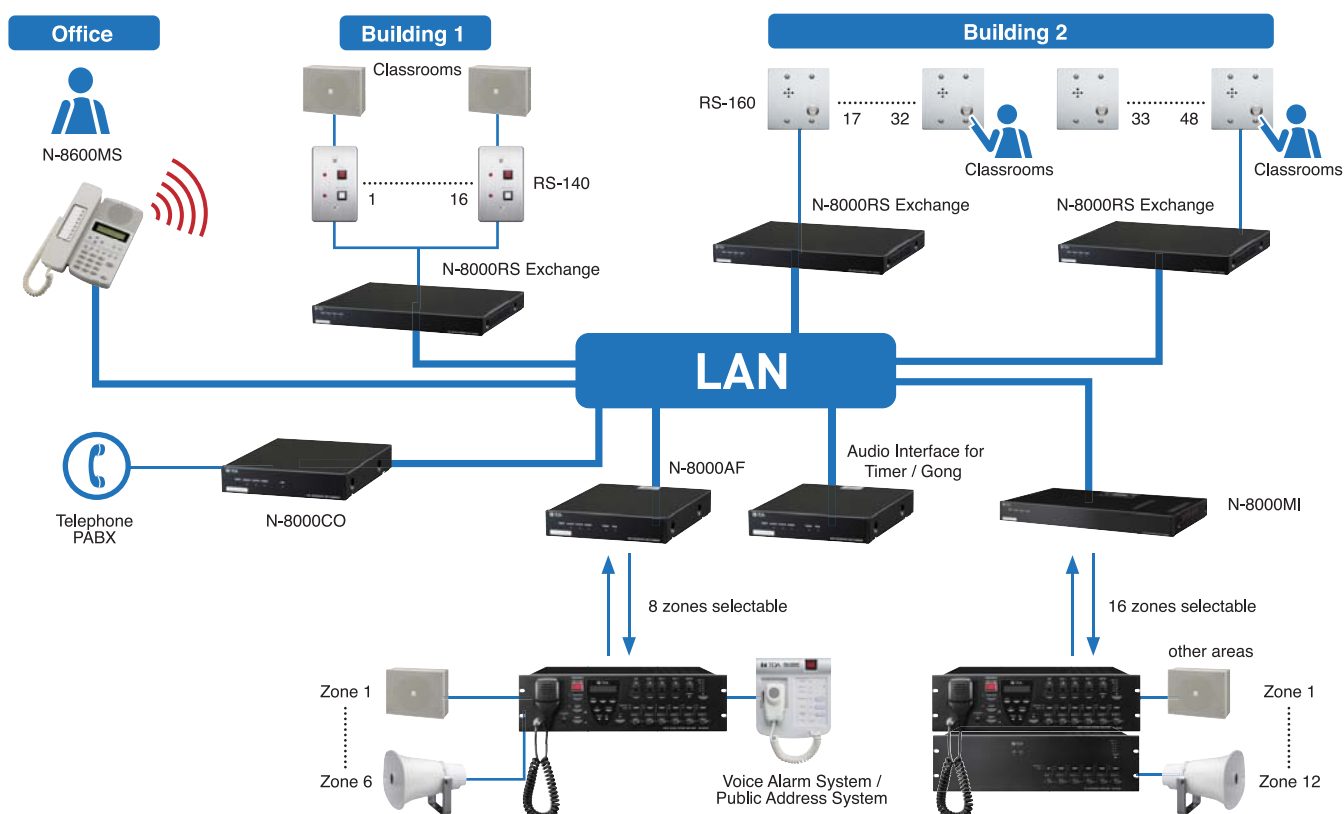 Office
Building 1
Building 2
N-8600MS
Classrooms
1
16
RS-140
N-8000RS Exchange
RS-160
17
32
33
48
Classrooms
Classrooms
N-8000RS Exchange
N-8000RS Exchange
LAN
Telephone
PABX
N-8000CO
N-8000AF
Audio Interface for
Timer / Gong
N-8000MI
8 zones selectable
16 zones selectable
Zone 1
Zone 6
TOA
Voice Alarm System /
Public Address System
other areas
Zone 1
Zone 12